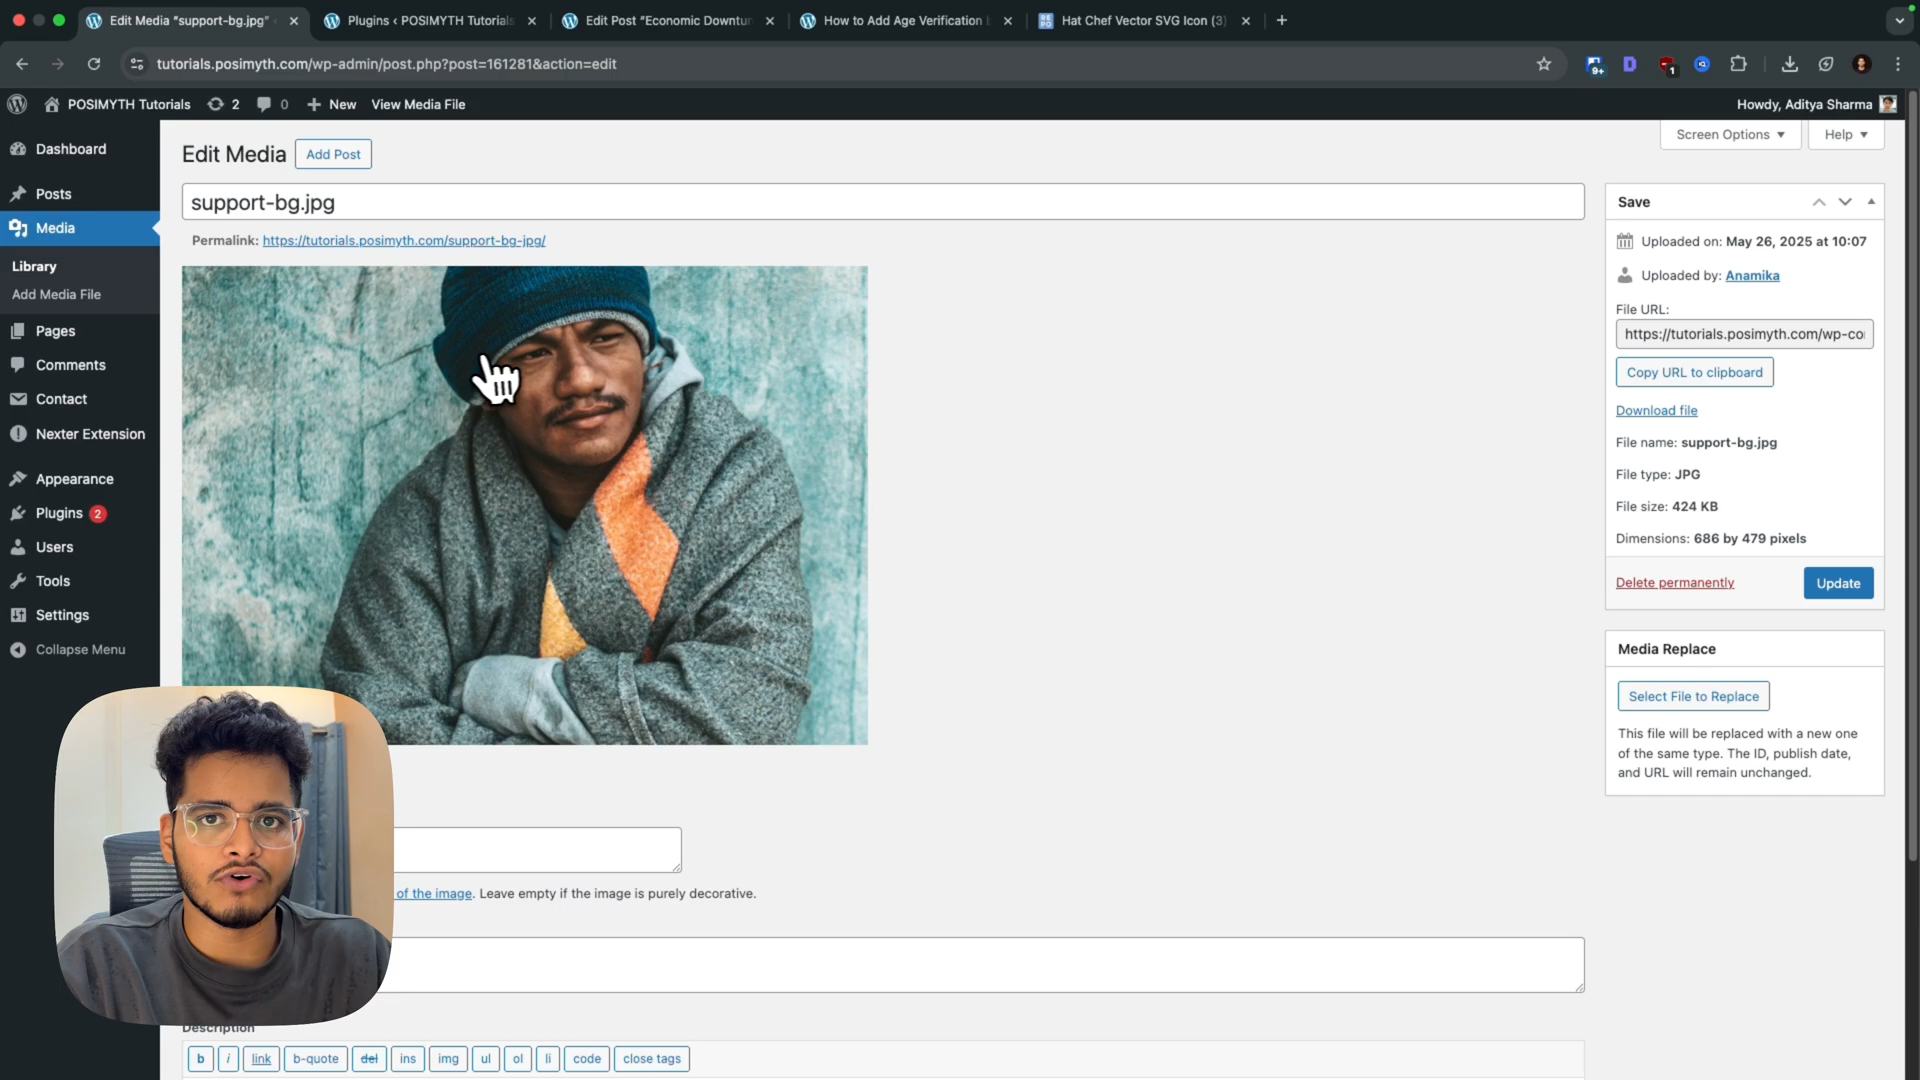 Edit Media "support-bg.jpg"
Plugins ‹ POSIMYTH Tutorials
Edit Post "Economic Downtur
How to Add Age Verification
Hat Chef Vector SVG Icon (3)
tutorials.posimyth.com/wp-admin/post.php?post=161281&action=edit
9+
D
1
POSIMYTH Tutorials
2
0
New
View Media File
Howdy, Aditya Sharma
Dashboard
Posts
Media
Library
Add Media File
Pages
Comments
Contact
Nexter Extension
Appearance
Plugins 2
Users
Tools
Settings
Collapse Menu
Screen Options
Help
Edit Media
Add Post
support-bg.jpg
Permalink: https://tutorials.posimyth.com/support-bg-jpg/
of the image. Leave empty if the image is purely decorative.
Description
b
i
link
b-quote
del
ins
img
ul
ol
li
code
close tags
Save
Uploaded on: May 26, 2025 at 10:07
Uploaded by: Anamika
File URL:
https://tutorials.posimyth.com/wp-co
Copy URL to clipboard
Download file
File name: support-bg.jpg
File type: JPG
File size: 424 KB
Dimensions: 686 by 479 pixels
Delete permanently
Update
Media Replace
Select File to Replace
This file will be replaced with a new one
of the same type. The ID, publish date,
and URL will remain unchanged.